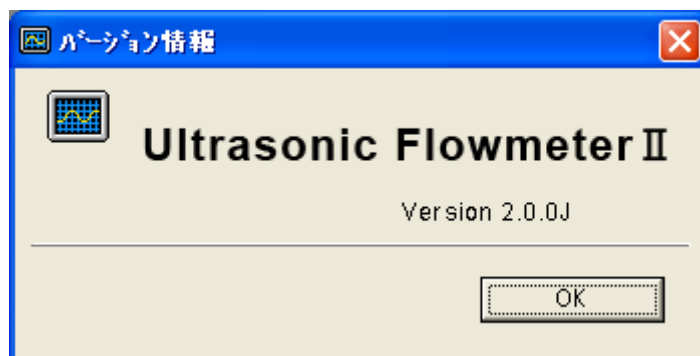 バージョン情報
Ultrasonic FlowmeterⅡ
Version 2.0.0J
OK